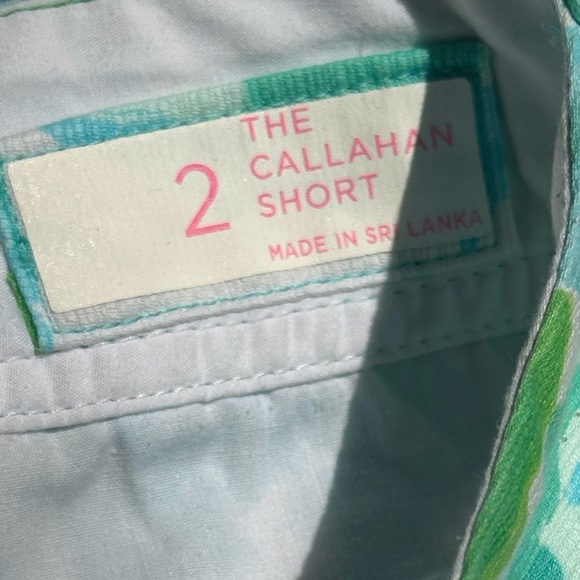 2
THE
CALLAHAN
SHORT
MADE IN SRI LANKA